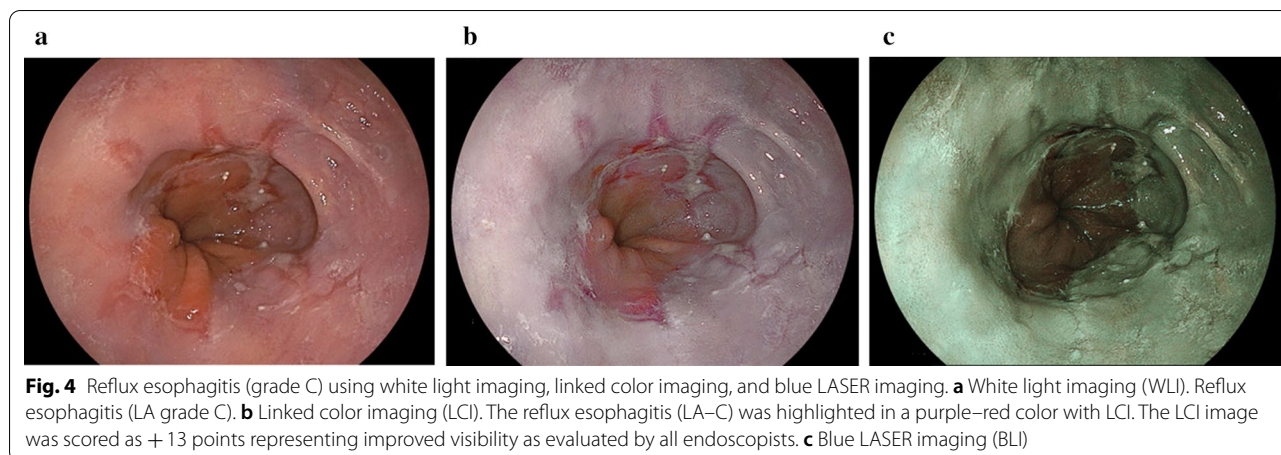 a
b
c
Fig. 4 Reflux esophagitis (grade C) using white light imaging, linked color imaging, and blue LASER imaging. a White light imaging (WLI). Reflux
esophagitis (LA grade C). b Linked color imaging (LCI). The reflux esophagitis (LA–C) was highlighted in a purple–red color with LCI. The LCI image
was scored as + 13 points representing improved visibility as evaluated by all endoscopists. c Blue LASER imaging (BLI)